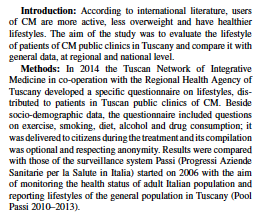 Introduction: According to international literature, users
of CM are more active, less overweight and have healthier
lifestyles. The aim of the study was to evaluate the lifestyle
of patients of CM public clinics in Tuscany and compare it with
general data, at regional and national level.
Methods: In 2014 the Tuscan Network of Integrative
Medicine in co-operation with the Regional Health Agency of
Tuscany developed a specific questionnaire on lifestyles, dis-
tributed to patients in Tuscan public clinics of CM. Beside
socio-demographic data, the questionnaire included questions
on exercise, smoking, diet, alcohol and drug consumption; it
was delivered to citizens during the treatment and its compilation
was optional and respecting anonymity. Results were compared
with those of the surveillance system Passi (Progressi Aziende
Sanitarie per la Salute in Italia) started on 2006 with the aim
of monitoring the health status of adult Italian population and
reporting lifestyles of the general population in Tuscany (Pool
Passi 2010–2013).